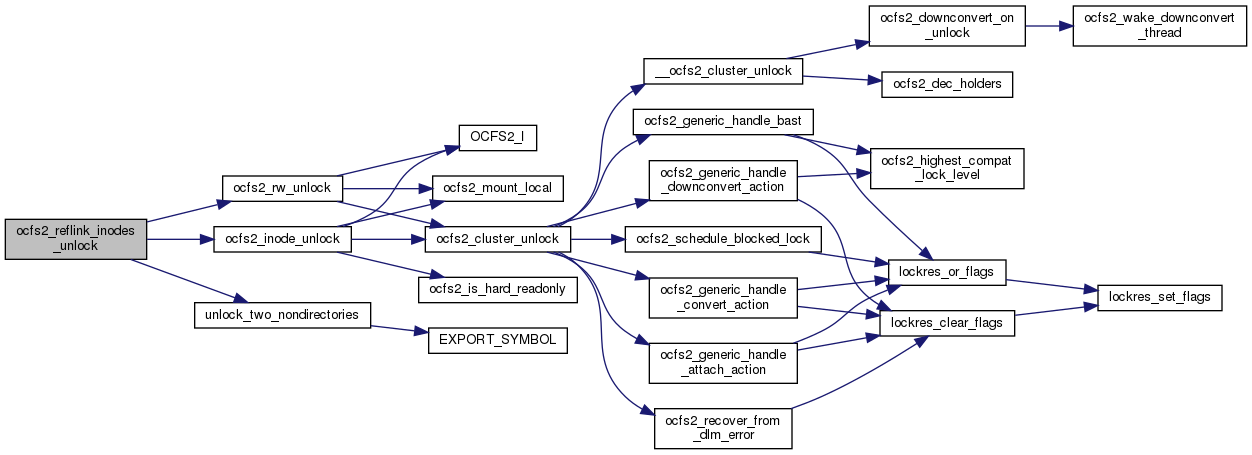 ocfs2_reflink_inodes
_unlock
ocfs2_rw_unlock
ocfs2_inode_unlock
unlock_two_nondirectories
OCFS2_I
ocfs2_mount_local
ocfs2_cluster_unlock
ocfs2_is_hard_readonly
EXPORT_SYMBOL
__ocfs2_cluster_unlock
ocfs2_generic_handle_bast
ocfs2_generic_handle
_downconvert_action
ocfs2_schedule_blocked_lock
ocfs2_generic_handle
_convert_action
ocfs2_generic_handle
_attach_action
ocfs2_recover_from
_dlm_error
ocfs2_downconvert_on
_unlock
ocfs2_dec_holders
ocfs2_highest_compat
_lock_level
lockres_or_flags
lockres_clear_flags
ocfs2_wake_downconvert
_thread
lockres_set_flags